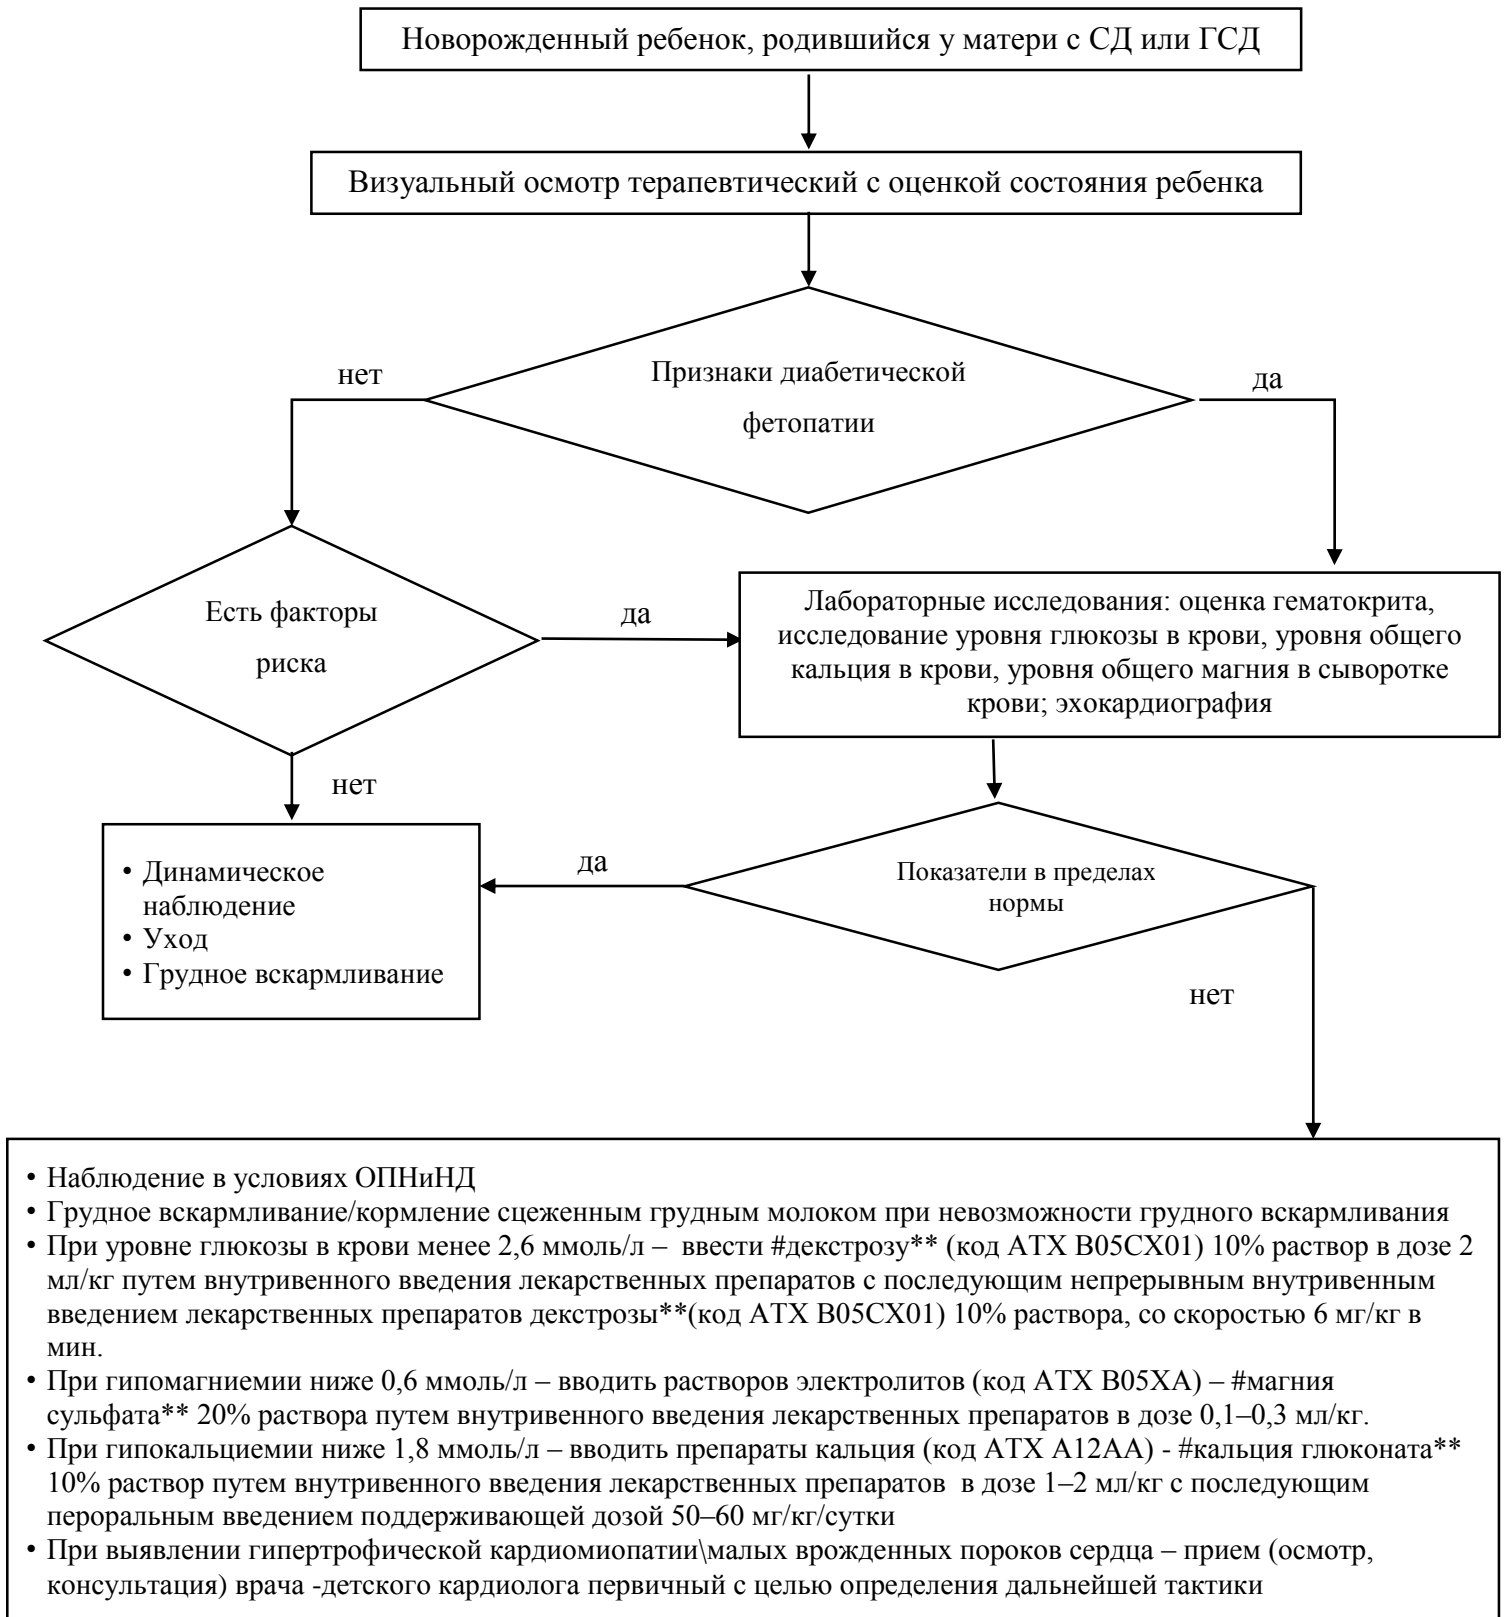 Новорожденный ребенок, родившийся у матери с СД или ГСД
Визуальный осмотр терапевтический с оценкой состояния ребенка
Признаки диабетической
фетопатии
нет
да
Есть факторы
риска
да
Лабораторные исследования: оценка гематокрита,
исследование уровня глюкозы в крови, уровня общего
кальция в крови, уровня общего магния в сыворотке
крови; эхокардиография
нет
• Динамическое
наблюдение
• Уход
• Грудное вскармливание
да
Показатели в пределах
нормы
нет
• Наблюдение в условиях ОПНиНД
• Грудное вскармливание/кормление сцеженным грудным молоком при невозможности грудного вскармливания
• При уровне глюкозы в крови менее 2,6 ммоль/л – ввести #декстрозу** (код АТХ B05CX01) 10% раствор в дозе 2
мл/кг путем внутривенного введения лекарственных препаратов с последующим непрерывным внутривенным
введением лекарственных препаратов декстрозы**(код АТХ B05CX01) 10% раствора, со скоростью 6 мг/кг в
мин.
• При гипомагниемии ниже 0,6 ммоль/л – вводить растворов электролитов (код АТХ B05XA) – #магния
сульфата** 20% раствора путем внутривенного введения лекарственных препаратов в дозе 0,1–0,3 мл/кг.
• При гипокальциемии ниже 1,8 ммоль/л – вводить препараты кальция (код АТХ A12AA) - #кальция глюконата**
10% раствор путем внутривенного введения лекарственных препаратов в дозе 1–2 мл/кг с последующим
пероральным введением поддерживающей дозой 50–60 мг/кг/сутки
• При выявлении гипертрофической кардиомиопатии\малых врожденных пороков сердца – прием (осмотр,
консультация) врача -детского кардиолога первичный с целью определения дальнейшей тактики